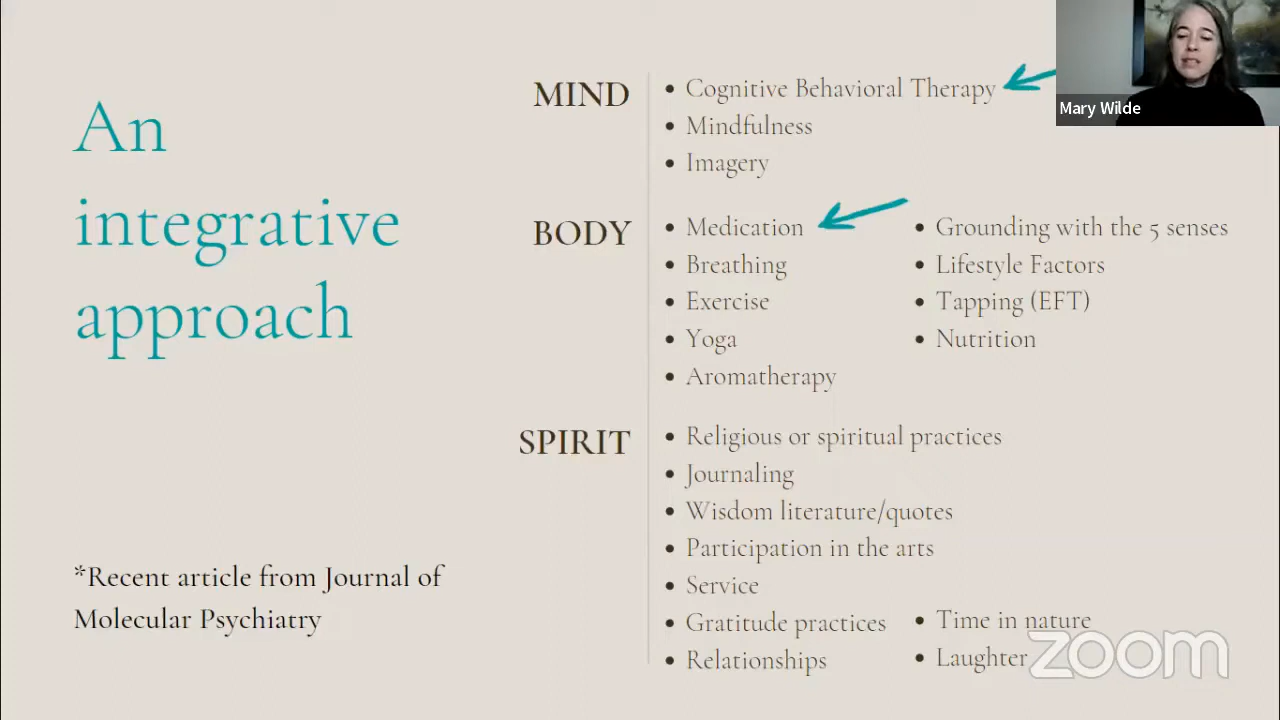 An
integrative
approach
*Recent article from Journal of
Molecular Psychiatry
MIND
• Cognitive Behavioral Therapy
• Mindfulness
• Imagery
BODY
• Medication
• Breathing
• Exercise
• Yoga
• Aromatherapy
• Grounding with the 5 senses
• Lifestyle Factors
• Tapping (EFT)
• Nutrition
SPIRIT
• Religious or spiritual practices
• Journaling
• Wisdom literature/quotes
• Participation in the arts
• Service
• Gratitude practices
• Relationships
• Time in nature
• Laughter
Mary Wilde
zoom